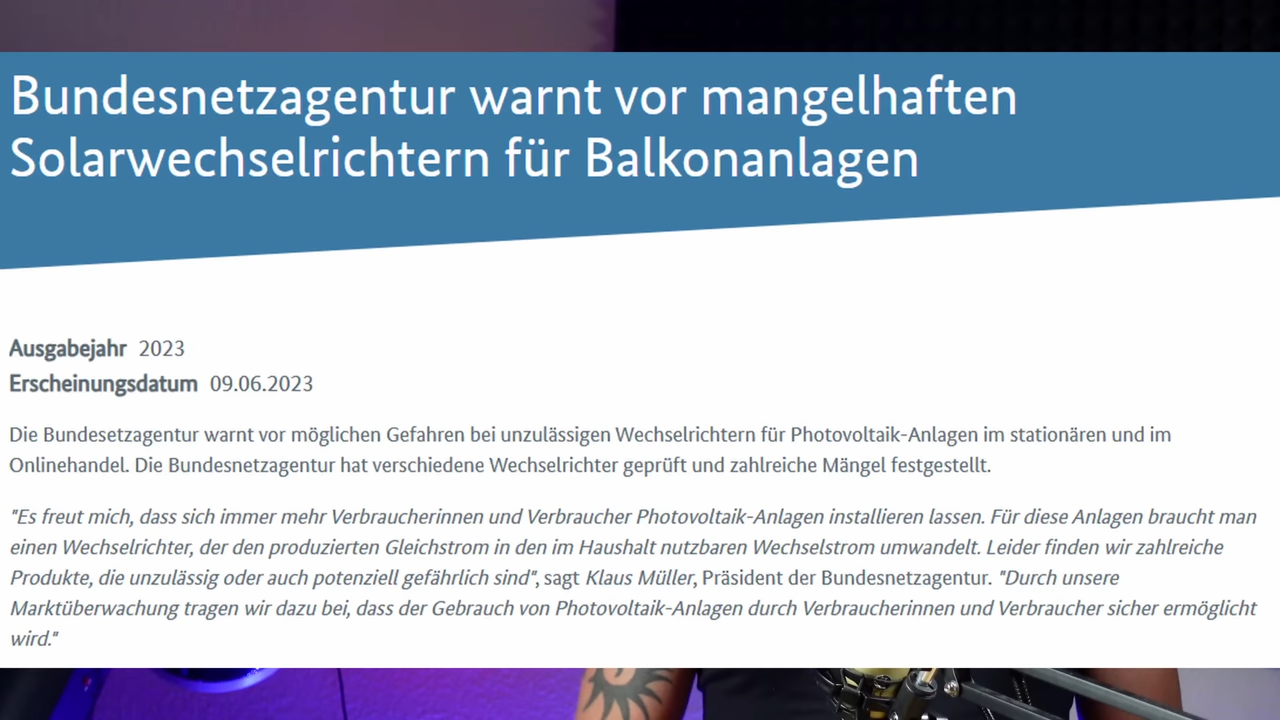 Bundesnetzagentur warnt vor mangelhaften
Solarwechselrichtern für Balkonanlagen
Ausgabejahr 2023
Erscheinungsdatum 09.06.2023
Die Bundesetzagentur warnt vor möglichen Gefahren bei unzulässigen Wechselrichtern für Photovoltaik-Anlagen im stationären und im
Onlinehandel. Die Bundesnetzagentur hat verschiedene Wechselrichter geprüft und zahlreiche Mängel festgestellt.
"Es freut mich, dass sich immer mehr Verbraucherinnen und Verbraucher Photovoltaik-Anlagen installieren lassen. Für diese Anlagen braucht man
einen Wechselrichter, der den produzierten Gleichstrom in den im Haushalt nutzbaren Wechselstrom umwandelt. Leider finden wir zahlreiche
Produkte, die unzulässig oder auch potenziell gefährlich sind", sagt Klaus Müller, Präsident der Bundesnetzagentur. "Durch unsere
Marktüberwachung tragen wir dazu bei, dass der Gebrauch von Photovoltaik-Anlagen durch Verbraucherinnen und Verbraucher sicher ermöglicht
wird."